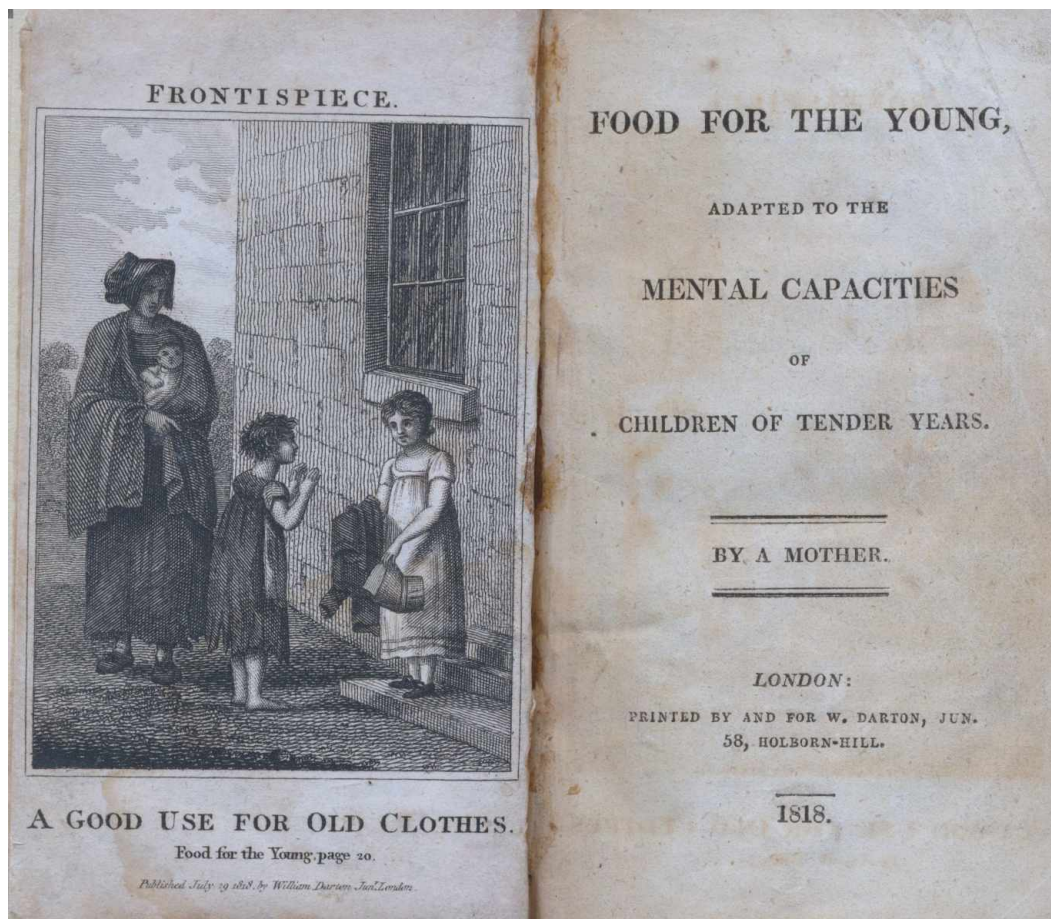 FRONTISPIECE.
A GOOD USE FOR OLD CLOTHES.
Food for the Young. page 20.
Published July 29 1818, by William Darton, Junr. London.
FOOD FOR THE YOUNG,
ADAPTED TO THE
MENTAL CAPACITIES
OF
CHILDREN OF TENDER YEARS.
BY A MOTHER.
LONDON:
PRINTED BY AND FOR W. DARTON, JUN.
58, HOLBORN-HILL.
1818.